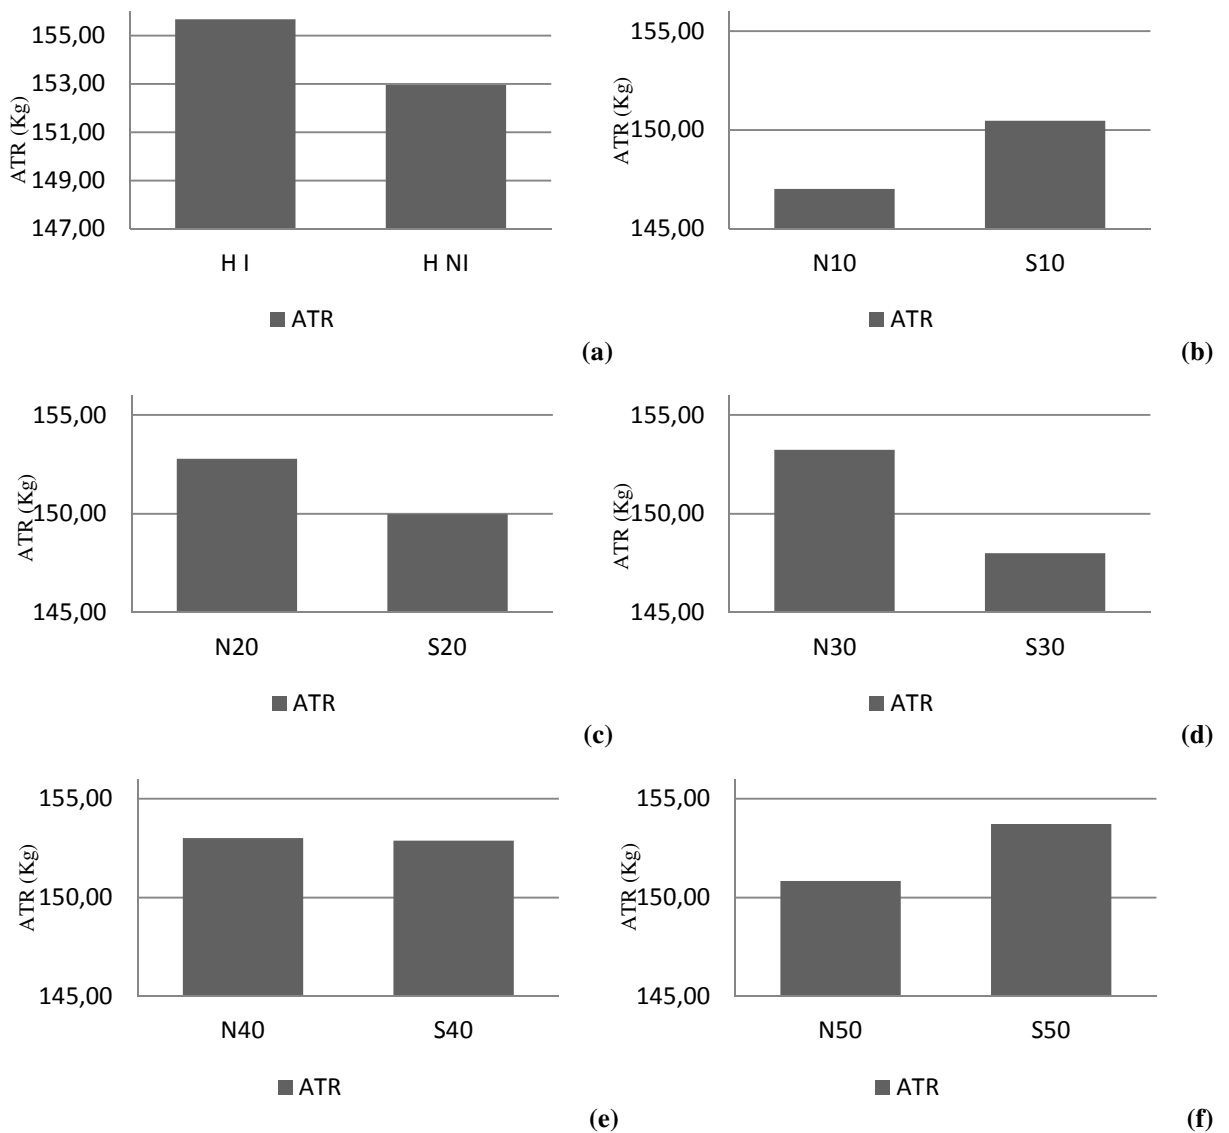 155,00
153,00
151,00
149,00
147,00
ATR (Kg)
H I
H NI
ATR
(a)
155,00
150,00
145,00
ATR (Kg)
N10
S10
ATR
(b)
155,00
150,00
145,00
ATR (Kg)
N20
S20
ATR
(c)
155,00
150,00
145,00
ATR (Kg)
N30
S30
ATR
(d)
155,00
150,00
145,00
ATR (Kg)
N40
S40
ATR
(e)
155,00
150,00
145,00
ATR (Kg)
N50
S50
ATR
(f)